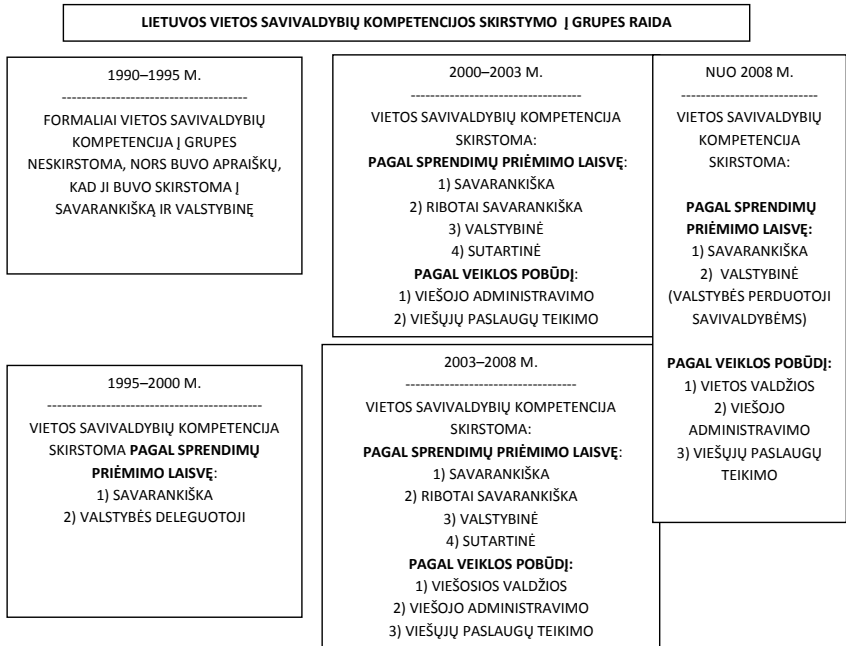 LIETUVOS VIETOS SAVIVALDYBIŲ KOMPETENCIJOS SKIRSTYMO Į GRUPES RAIDA
1990–1995 M.
--------------------------------------
FORMALIAI VIETOS SAVIVALDYBIŲ
KOMPETENCIJA Į GRUPES
NESKIRSTOMA, NORS BUVO APRAIŠKŲ,
KAD JI BUVO SKIRSTOMA Į
SAVARANKIŠKĄ IR VALSTYBINĘ
1995–2000 M.
--------------------------------------------
VIETOS SAVIVALDYBIŲ KOMPETENCIJA
SKIRSTOMA PAGAL SPRENDIMŲ
PRIĖMIMO LAISVĘ:
1) SAVARANKIŠKA
2) VALSTYBĖS DELEGUOTOJI
2000–2003 M.
-----------------------------------
VIETOS SAVIVALDYBIŲ KOMPETENCIJA
SKIRSTOMA:
PAGAL SPRENDIMŲ PRIĖMIMO LAISVĘ:
1) SAVARANKIŠKA
2) RIBOTAI SAVARANKIŠKA
3) VALSTYBINĖ
4) SUTARTINĖ
PAGAL VEIKLOS POBŪDĮ:
1) VIEŠOJO ADMINISTRAVIMO
2) VIEŠŲJŲ PASLAUGŲ TEIKIMO
2003–2008 M.
-----------------------------------
VIETOS SAVIVALDYBIŲ KOMPETENCIJA
SKIRSTOMA:
PAGAL SPRENDIMŲ PRIĖMIMO LAISVĘ:
1) SAVARANKIŠKA
2) RIBOTAI SAVARANKIŠKA
3) VALSTYBINĖ
4) SUTARTINĖ
PAGAL VEIKLOS POBŪDĮ:
1) VIEŠOSIOS VALDŽIOS
2) VIEŠOJO ADMINISTRAVIMO
3) VIEŠŲJŲ PASLAUGŲ TEIKIMO
NUO 2008 M.
----------------------------
VIETOS SAVIVALDYBIŲ
KOMPETENCIJA
SKIRSTOMA:
PAGAL SPRENDIMŲ
PRIĖMIMO LAISVĘ:
1) SAVARANKIŠKA
2) VALSTYBINĖ
(VALSTYBĖS PERDUOTOJI
SAVIVALDYBĖMS)
PAGAL VEIKLOS POBŪDĮ:
1) VIETOS VALDŽIOS
2) VIEŠOJO
ADMINISTRAVIMO
3) VIEŠŲJŲ PASLAUGŲ
TEIKIMO